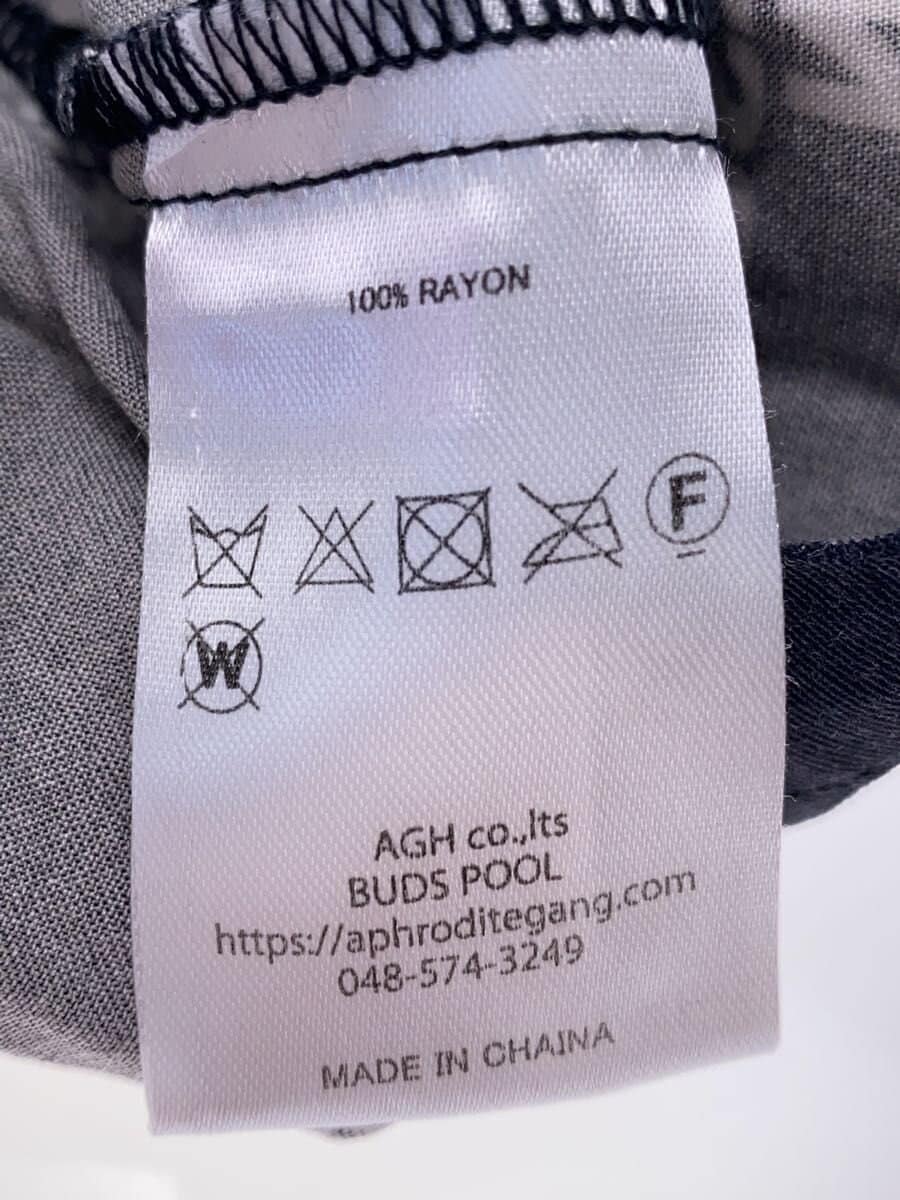 100% RAYON
F
W
AGH co.,lts
BUDS POOL
https://aphroditegang.com
048-574-3249
MADE IN CHAINA